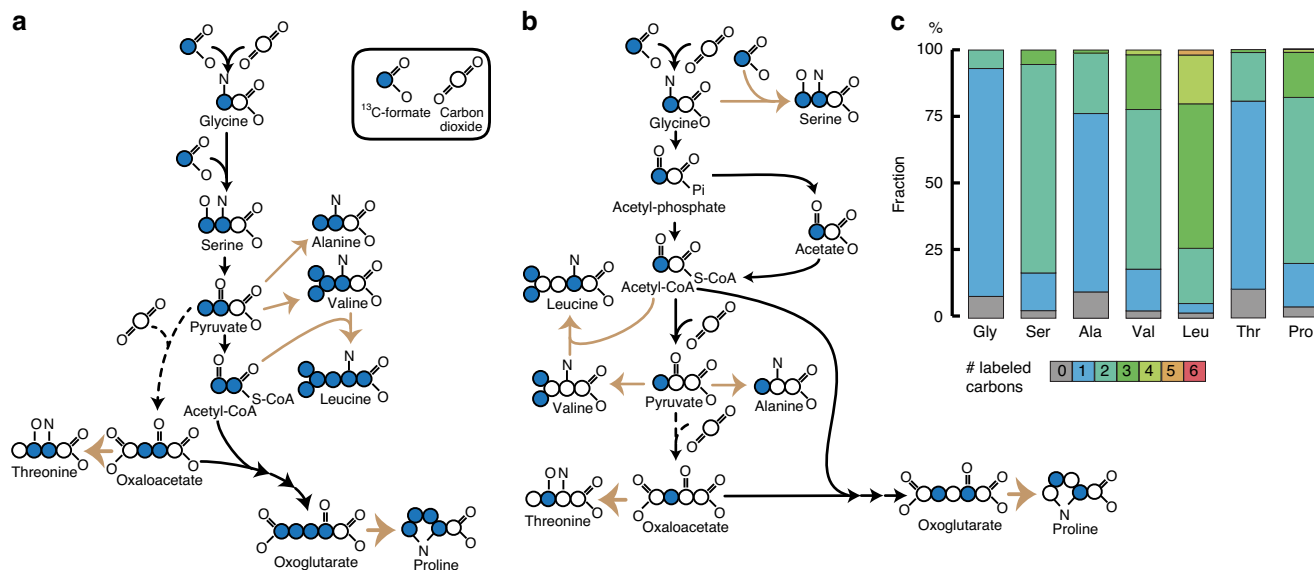 a
O
O
O
O
N
O
Glycine
O
O
O
O
N
O
Serine
O
O
O
O
Pyruvate
O
O
O
O
S-CoA
Acetyl-CoA
N
O
Alanine
O
N
O
Valine
O
N
O
Leucine
O
O
N
O
Threonine
O
O
O
O
Oxaloacetate
O
O
O
O
O
Oxoglutarate
O
O
N
O
Proline
O
O
O
O
O
13C-formate
Carbon
dioxide
b
O
O
O
O
N
O
Glycine
O
O
O
O
N
O
Serine
O
O
O
Pi
Acetyl-phosphate
O
O
Acetate
O
O
O
S-CoA
Acetyl-CoA
N
O
Leucine
O
O
O
N
O
Valine
O
O
O
Pyruvate
O
N
O
Alanine
O
O
O
O
N
O
Threonine
O
O
O
O
Oxaloacetate
O
O
O
O
O
Oxoglutarate
O
O
N
O
Proline
O
c
%
100
75
50
25
0
Fraction
Gly Ser Ala Val Leu Thr Pro
# labeled
carbons
0 1 2 3 4 5 6